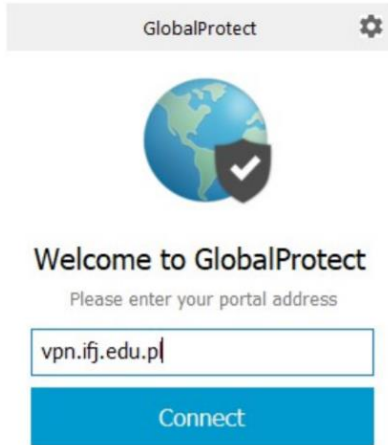 GlobalProtect
Welcome to GlobalProtect
Please enter your portal address
vpn.ifj.edu.pl
Connect